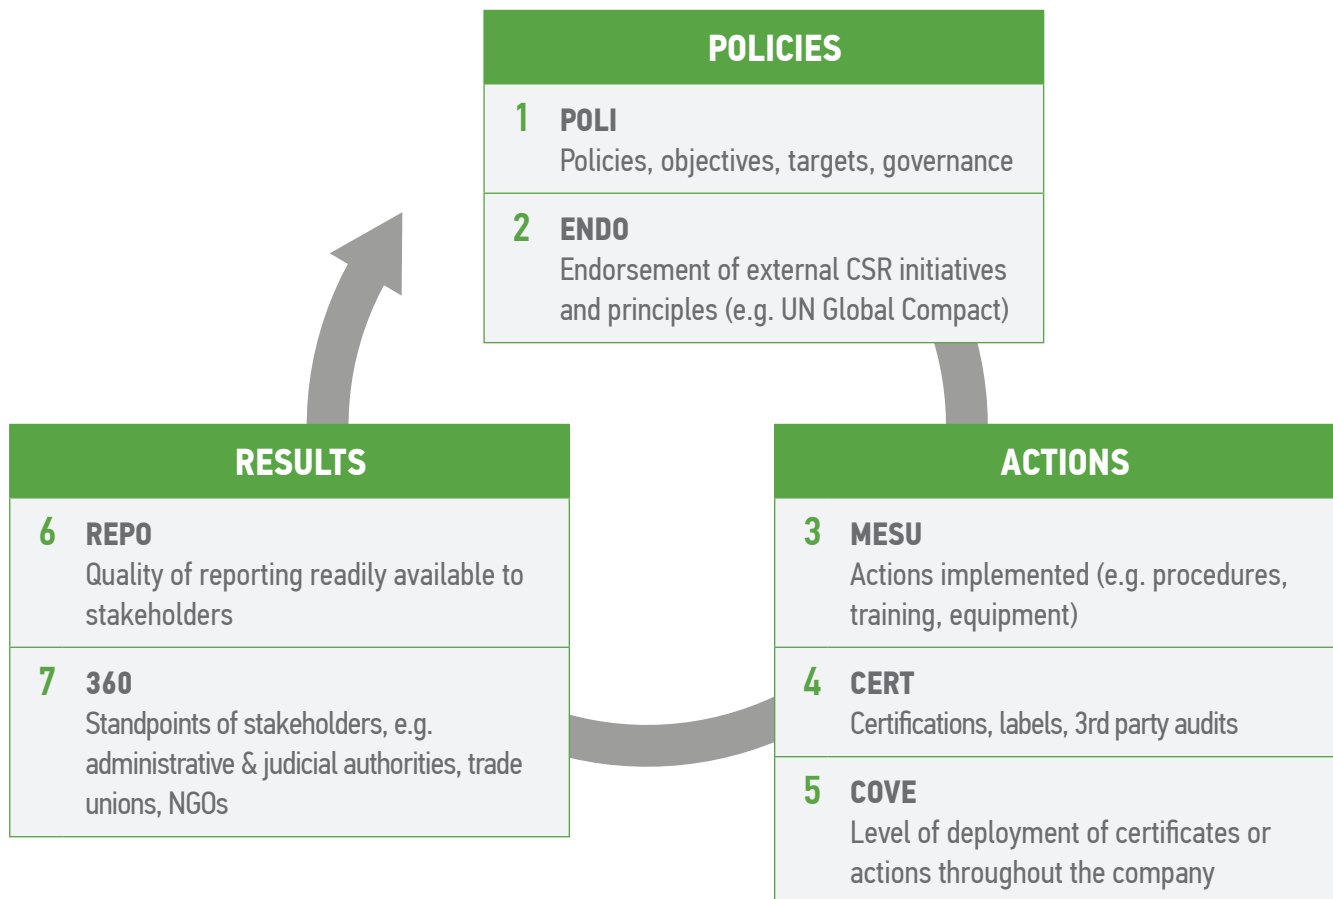 POLICIES
1 POLI
Policies, objectives, targets, governance
2 ENDO
Endorsement of external CSR initiatives
and principles (e.g. UN Global Compact)
ACTIONS
3 MESU
Actions implemented (e.g. procedures,
training, equipment)
4 CERT
Certifications, labels, 3rd party audits
5 COVE
Level of deployment of certificates or
actions throughout the company
RESULTS
6 REPO
Quality of reporting readily available to
stakeholders
7 360
Standpoints of stakeholders, e.g.
administrative & judicial authorities, trade
unions, NGOs